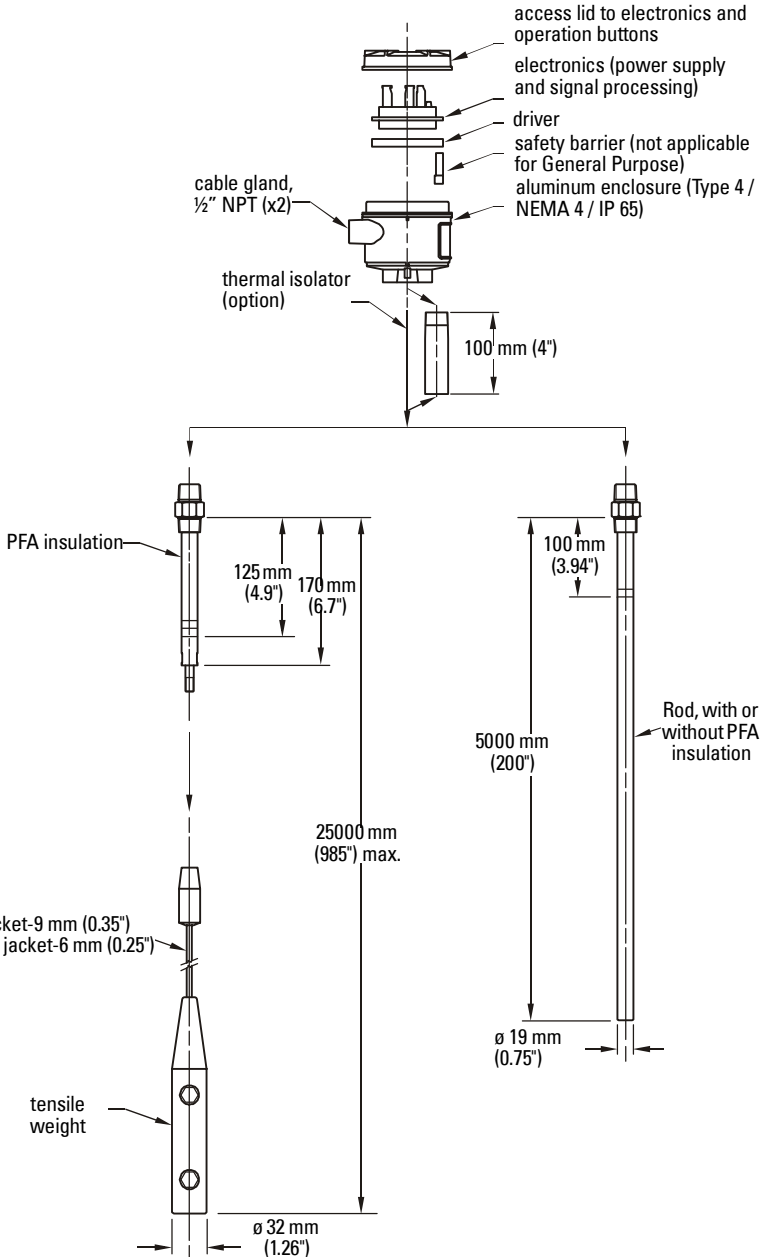 access lid to electronics and
operation buttons
electronics (power supply
and signal processing)
driver
safety barrier (not applicable
for General Purpose)
aluminum enclosure (Type 4 /
NEMA 4 / IP 65)
cable gland,
½" NPT (x2)
thermal isolator
(option)
100 mm (4")
PFA insulation
125 mm
(4.9")
170 mm
(6.7")
100 mm
(3.94")
Rod, with or
without PFA
insulation
5000 mm
(200")
25000 mm
(985") max.
cket-9 mm (0.35")
jacket-6 mm (0.25")
ø 19 mm
(0.75")
tensile
weight
ø 32 mm
(1.26")